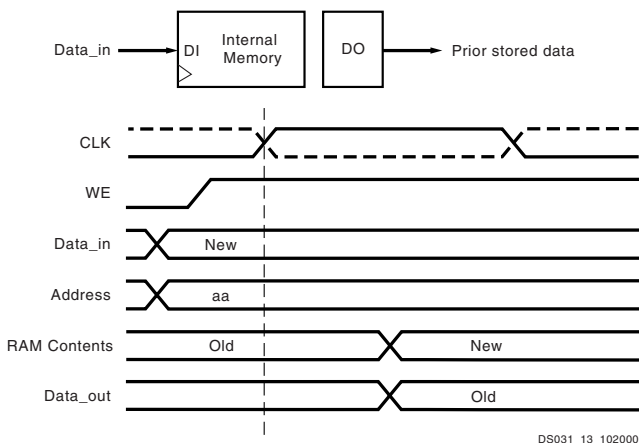 Data_in
DI
Internal
Memory
DO
Prior stored data
CLK
WE
Data_in
New
Address
aa
RAM Contents
Old
New
Data_out
Old
DS031_13_102000